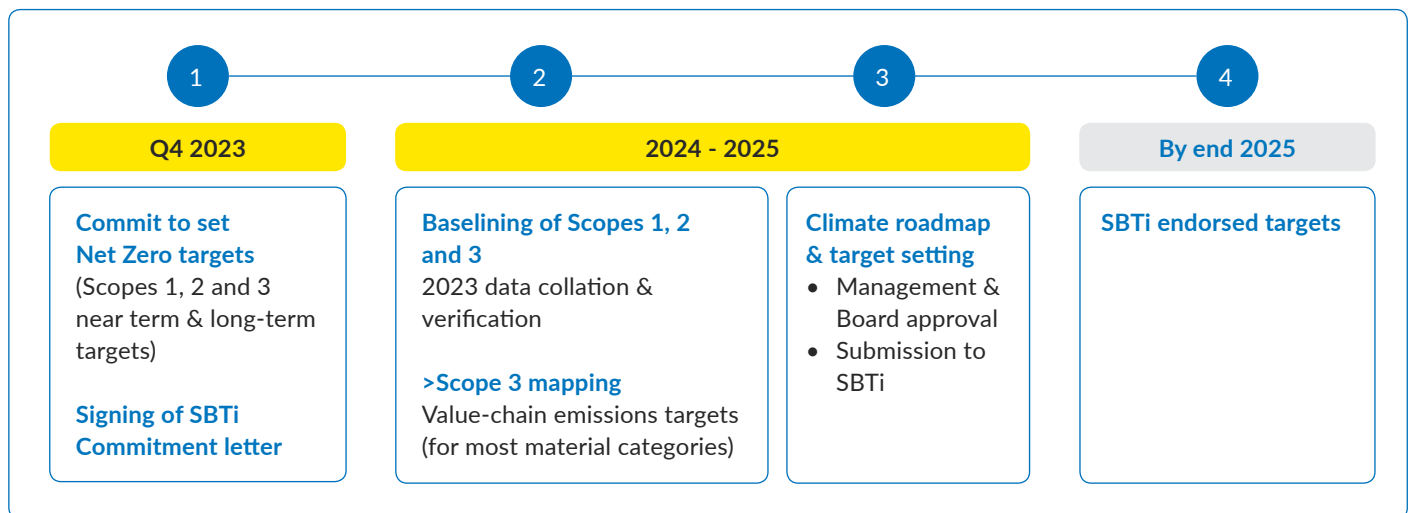 1
2
3
4
Q4 2023
2024 - 2025
By end 2025
Commit to set
Net Zero targets
(Scopes 1, 2 and 3
near term & long-term
targets)
Signing of SBTi
Commitment letter
Baselining of Scopes 1, 2
and 3
2023 data collation &
verification
>Scope 3 mapping
Value-chain emissions targets
(for most material categories)
Climate roadmap
& target setting
• Management &
Board approval
• Submission to
SBTi
SBTi endorsed targets